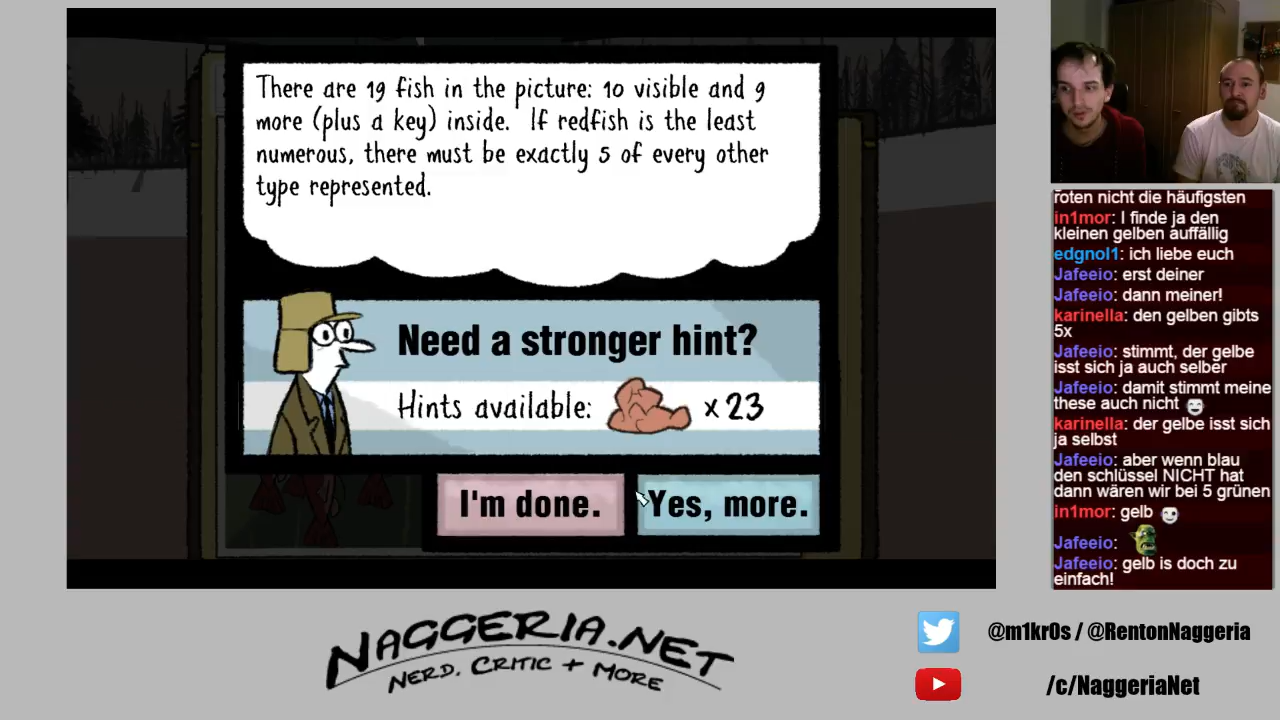 There are 19 fish in the picture: 10 visible and 9
more (plus a key) inside. If redfish is the least
numerous, there must be exactly 5 of every other
type represented.
Need a stronger hint?
Hints available: x 23
I'm done.
Yes, more.
roten nicht die häufigsten
in1mor: I finde ja den
kleinen gelben auffällig
edgnol1: ich liebe euch
Jafeeio: erst deiner
Jafeeio: dann meiner!
karinella: den gelben gibts
5x
Jafeeio: stimmt, der gelbe
isst sich ja auch selber
Jafeeio: damit stimmt meine
these auch nicht
karinella: der gelbe isst sich
ja selbst
Jafeeio: aber wenn blau
den schlüssel NICHT hat
dann wären wir bei 5 grünen
in1mor: gelb
Jafeeio:
Jafeeio: gelb is doch zu
einfach!
NAGGERIA.NET
NERD, CRITIC + MORE
@m1kr0s / @RentonNaggeria
/c/NaggeriaNet